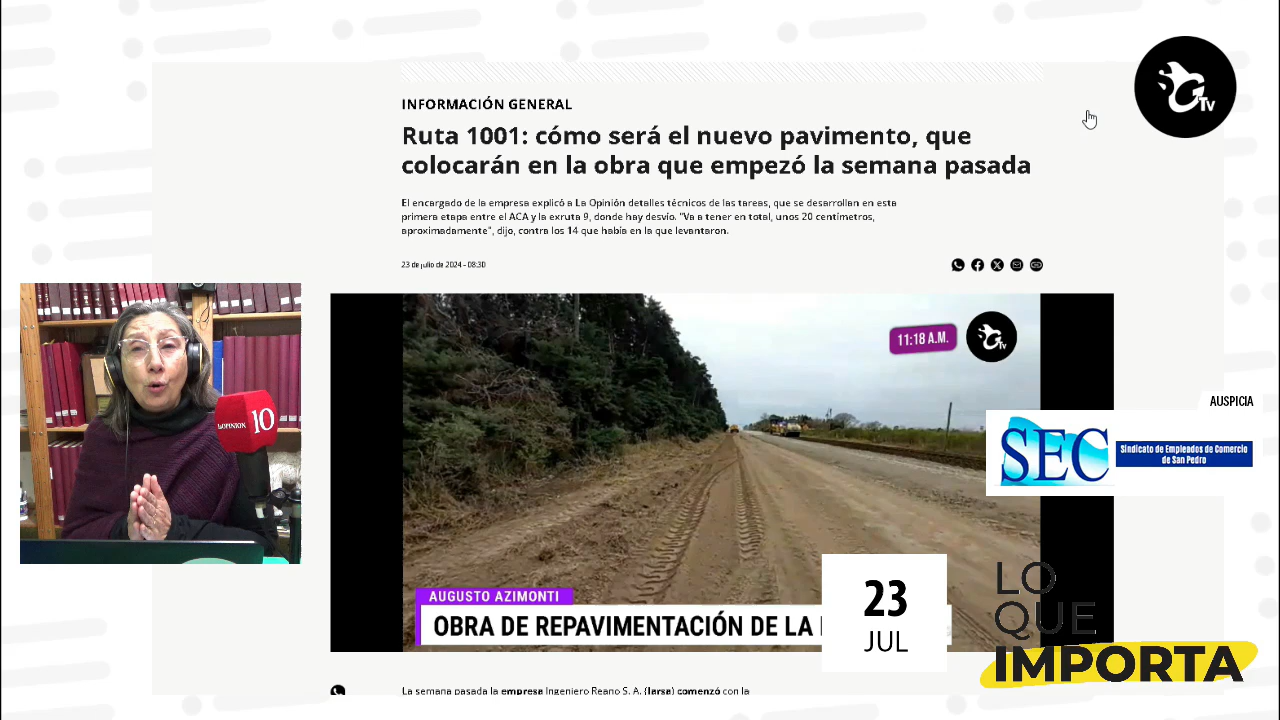 INFORMACIÓN GENERAL
Ruta 1001: cómo será el nuevo pavimento, que
colocarán en la obra que empezó la semana pasada
El encargado de la empresa explicó a La Opinión detalles técnicos de las tareas, que se desarrollan en esta
primera etapa entre el ACA y la exruta 9, donde hay desvío. "Va a tener en total, unos 20 centímetros,
aproximadamente", dijo, contra los 14 que había en la que levantaron.
23 de julio de 2024 - 08:30
GTv
11:18 A.M.
GTv
LAOPINION 10
AUSPICIA
SEC
Sindicato de Empleados de Comercio
de San Pedro
AUGUSTO AZIMONTI
OBRA DE REPAVIMENTACIÓN DE LA
23
JUL
LO
QUE
IMPORTA
La semana pasada la empresa Ingeniero Reano S. A. (Iarsa) comenzó con la